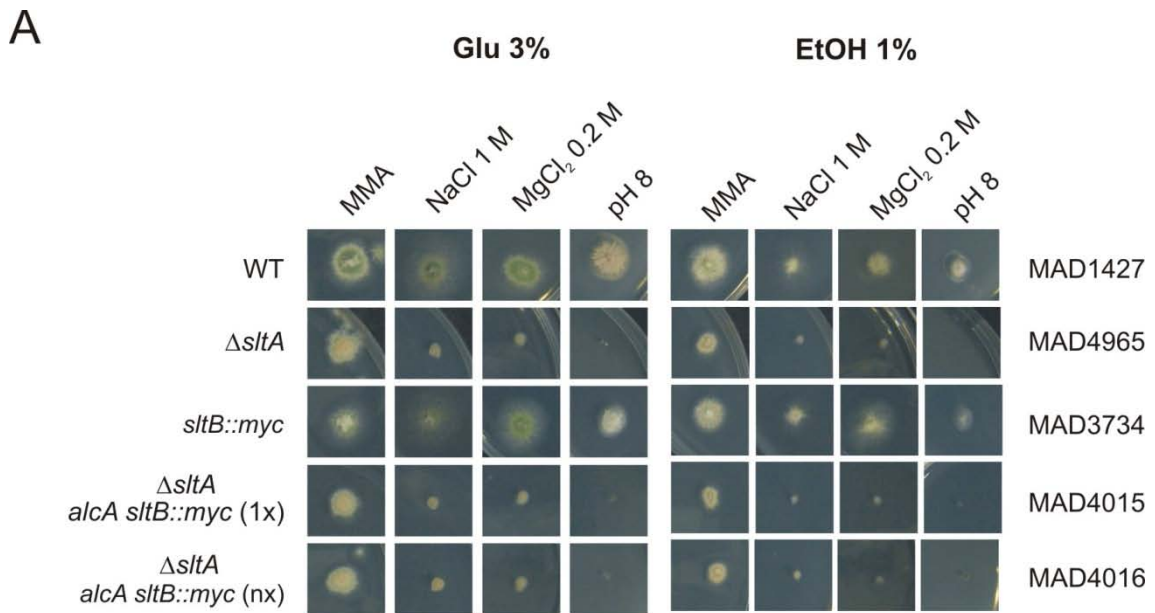 A
Glu 3% EtOH 1%
MMA NaCl 1 M MgCl₂ 0.2 M pH 8 MMA NaCl 1 M MgCl₂ 0.2 M pH 8
WT MAD1427
ΔsltA MAD4965
sltB::myc MAD3734
ΔsltA
alcA sltB::myc (1x) MAD4015
ΔsltA
alcA sltB::myc (nx) MAD4016